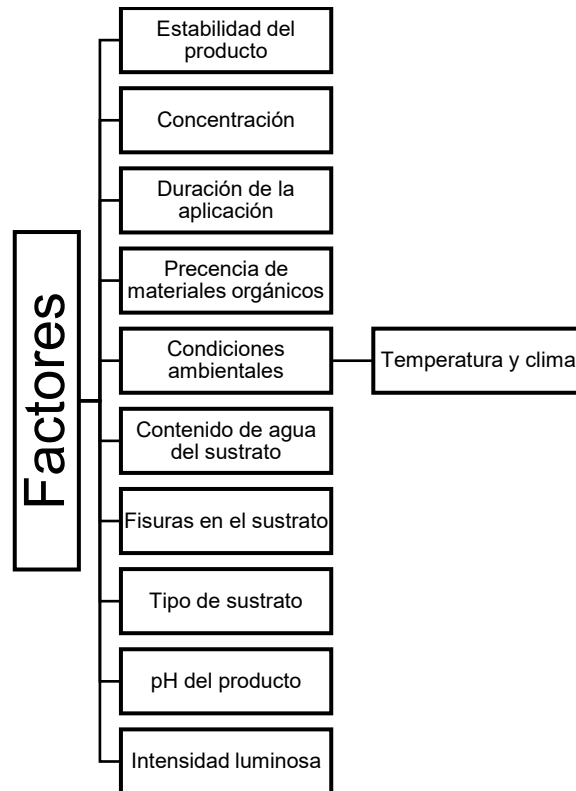 Factores
Estabilidad del
producto
Concentración
Duración de la
aplicación
Precencia de
materiales orgánicos
Condiciones
ambientales
Temperatura y clima
Contenido de agua
del sustrato
Fisuras en el sustrato
Tipo de sustrato
pH del producto
Intensidad luminosa